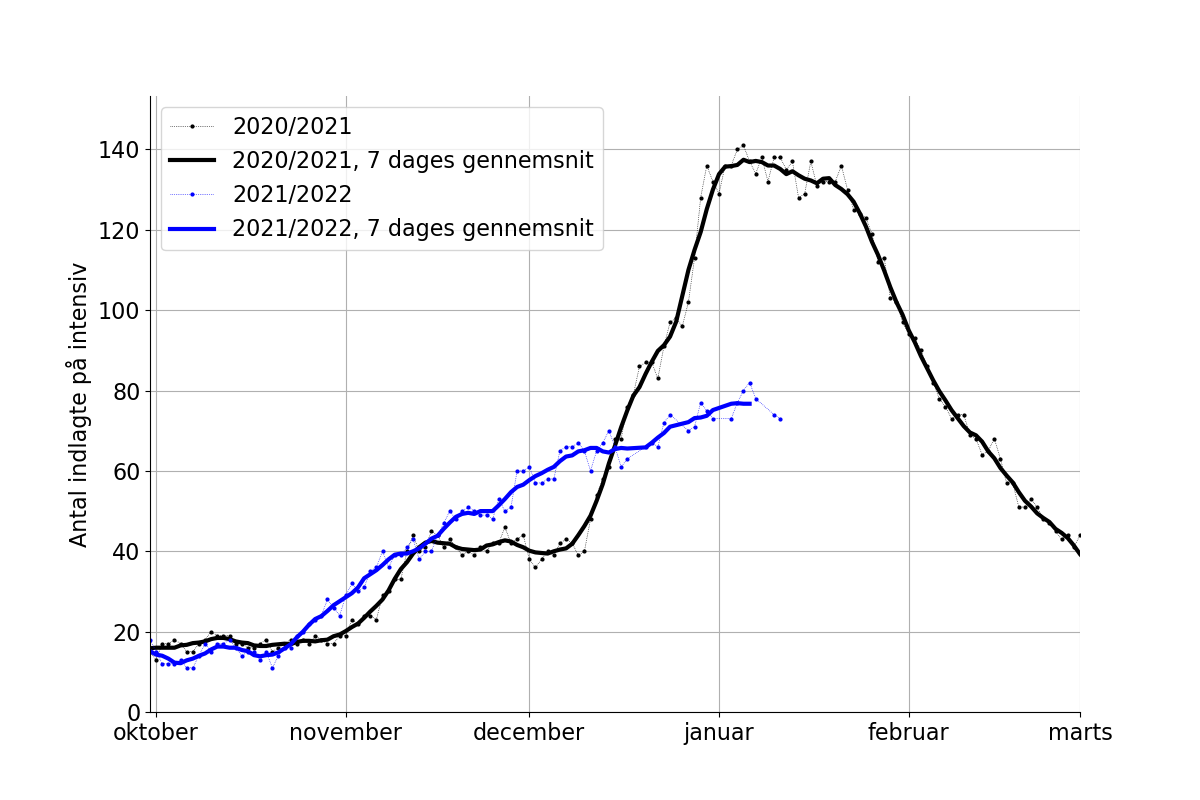 2020/2021
2020/2021, 7 dages gennemsnit
2021/2022
2021/2022, 7 dages gennemsnit
Antal indlagte på intensiv
140
120
100
80
60
40
20
0
oktober november december januar februar marts